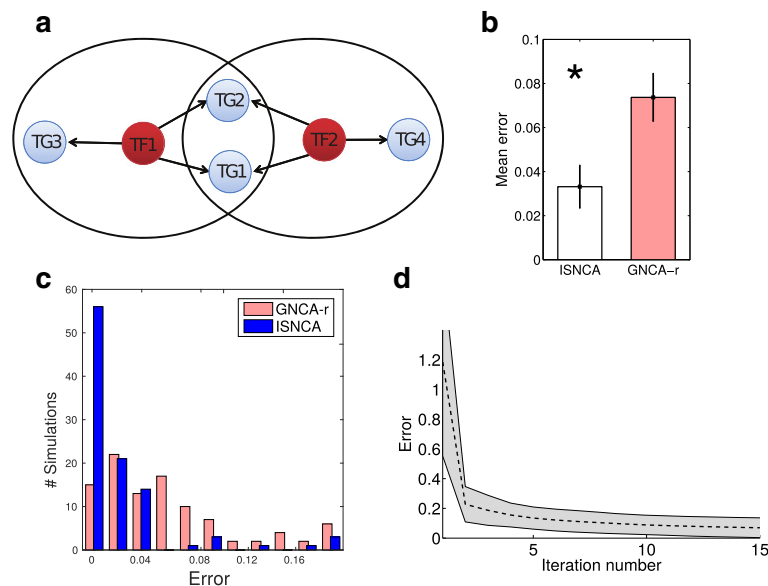 a
TG2
TG3
TF1
TF2
TG4
TG1
b
0.1
0.08
0.06
0.04
0.02
0
Mean error
*
ISNCA
GNCA-r
c
60
50
40
30
20
10
0
# Simulations
GNCA-r
ISNCA
0
0.04
0.08
0.12
0.16
Error
d
1.2
1
0.8
0.6
0.4
0.2
0
Error
5
10
15
Iteration number